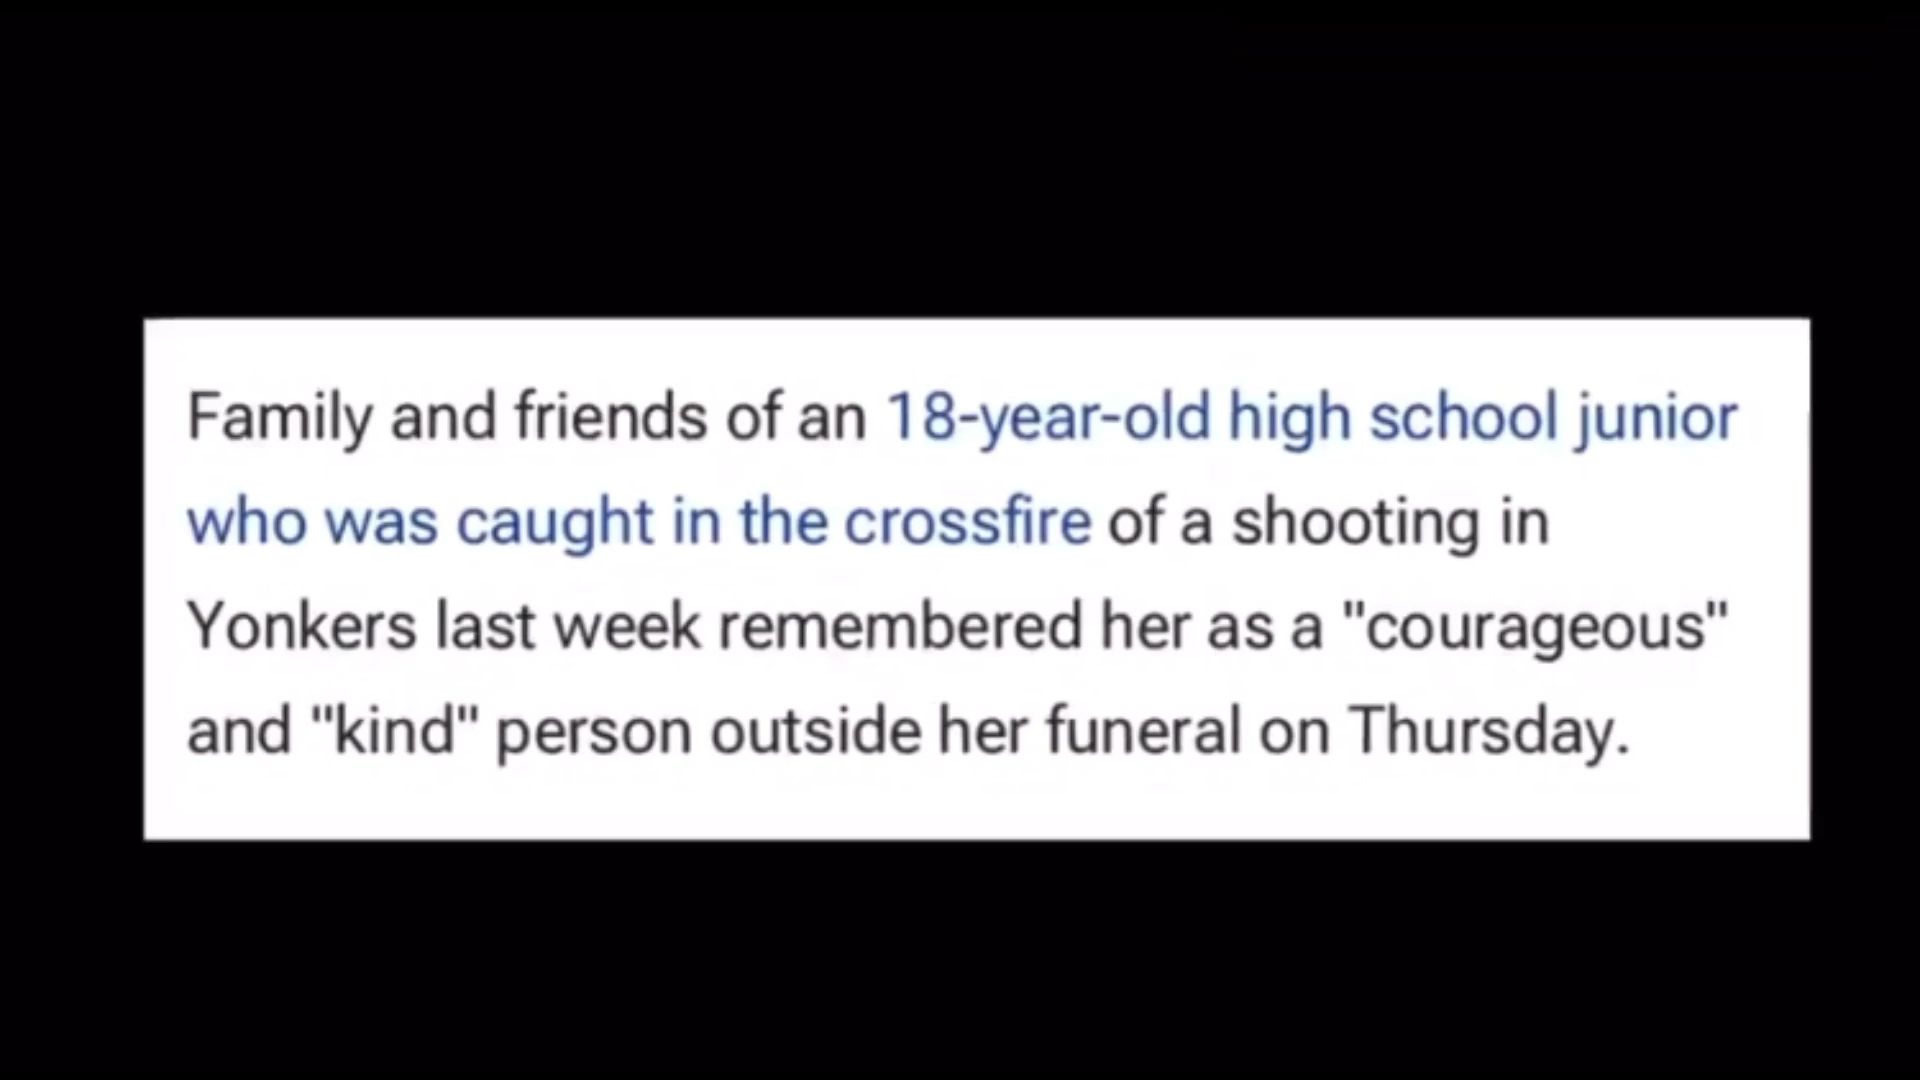 Family and friends of an 18-year-old high school junior
who was caught in the crossfire of a shooting in
Yonkers last week remembered her as a "courageous"
and "kind" person outside her funeral on Thursday.